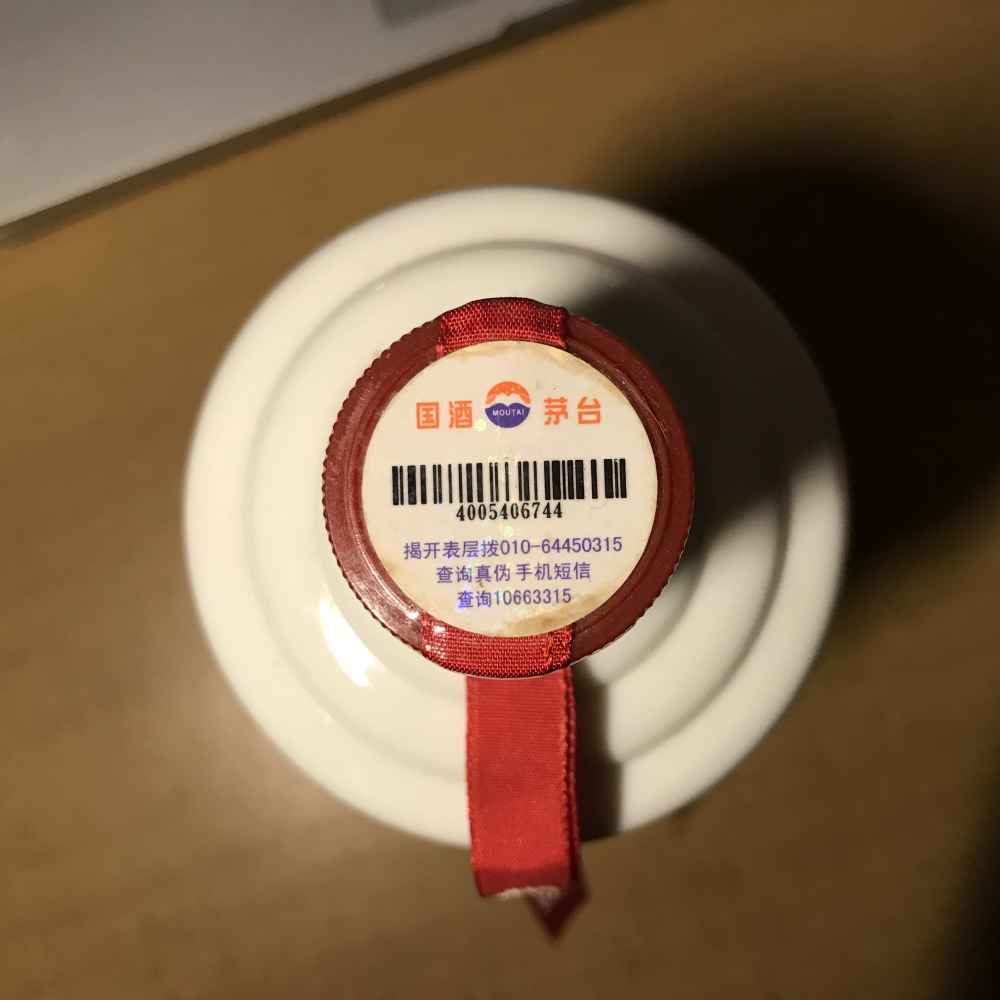 国酒 MOUTAI 茅台
4005406744
揭开表层拨010-64450315
查询真伪 手机短信
查询10663315